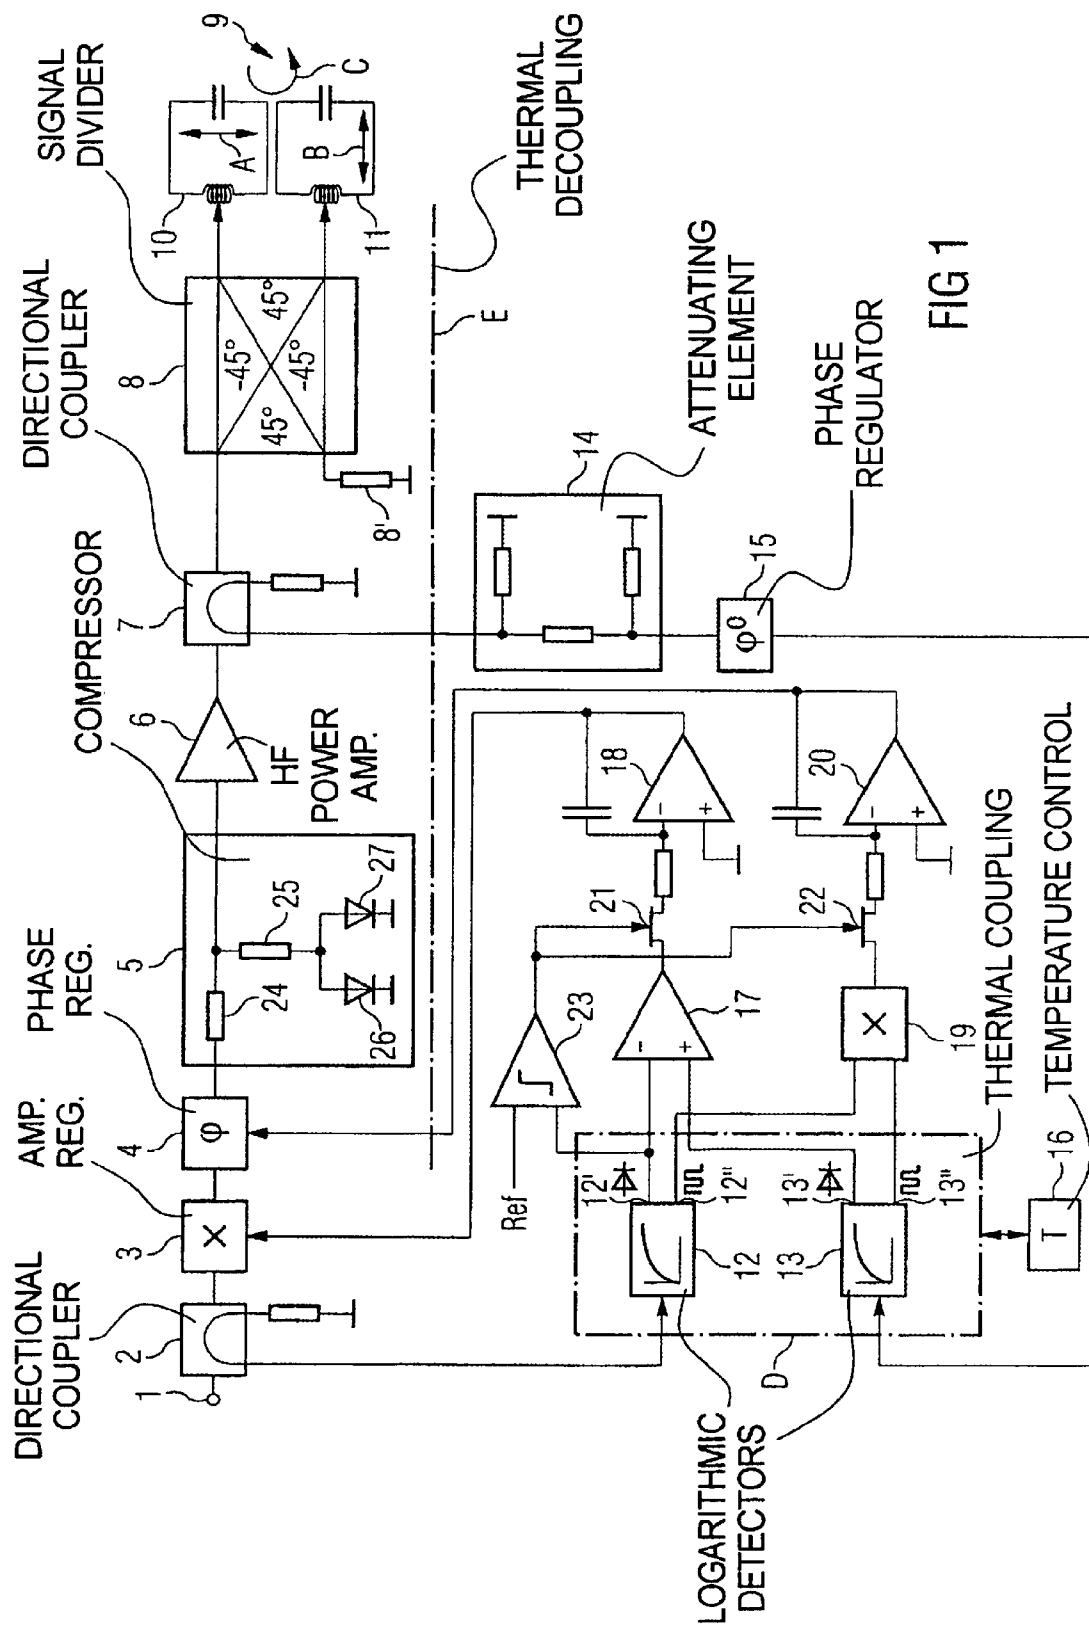 DIRECTIONAL
COUPLER
AMP.
REG.
PHASE
REG.
COMPRESSOR
DIRECTIONAL
COUPLER
SIGNAL
DIVIDER
1
2
3
×
4
φ
5
24
25
26
27
6
HF
POWER
AMP.
7
8
45°
-45°
-45°
45°
8'
10
11
A
B
C
9
E
THERMAL
DECOUPLING
14
ATTENUATING
ELEMENT
15
φ⁰
PHASE
REGULATOR
Ref
23
17
-
+
21
18
-
+
19
×
22
20
-
+
12'
12"
12
13'
13"
13
D
LOGARITHMIC
DETECTORS
16
T
THERMAL COUPLING
TEMPERATURE CONTROL
FIG 1